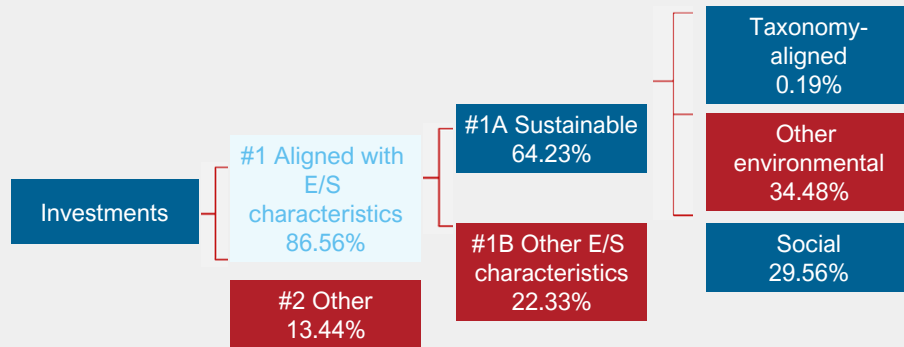 Investments
#1 Aligned with
E/S
characteristics
86.56%
#2 Other
13.44%
#1A Sustainable
64.23%
#1B Other E/S
characteristics
22.33%
Taxonomy-
aligned
0.19%
Other
environmental
34.48%
Social
29.56%